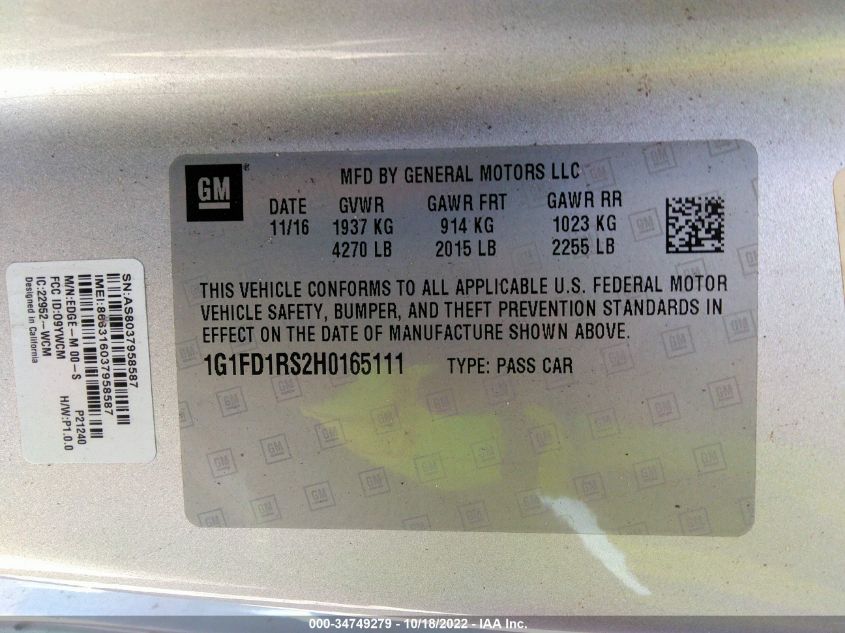 GM
MFD BY GENERAL MOTORS LLC
DATE GVWR GAWR FRT GAWR RR
11/16 1937 KG 914 KG 1023 KG
4270 LB 2015 LB 2255 LB
THIS VEHICLE CONFORMS TO ALL APPLICABLE U.S. FEDERAL MOTOR
VEHICLE SAFETY, BUMPER, AND THEFT PREVENTION STANDARDS IN
EFFECT ON THE DATE OF MANUFACTURE SHOWN ABOVE.
1G1FD1RS2H0165111 TYPE: PASS CAR
SN:AS8037958587
IMEI:866316037958587
M/N:EDGE-M 00-S P21240
FCC ID:O9YWCM H/W:P1.0.0
IC:22952-WCM
Designed in California
000-34749279 - 10/18/2022 - IAA Inc.